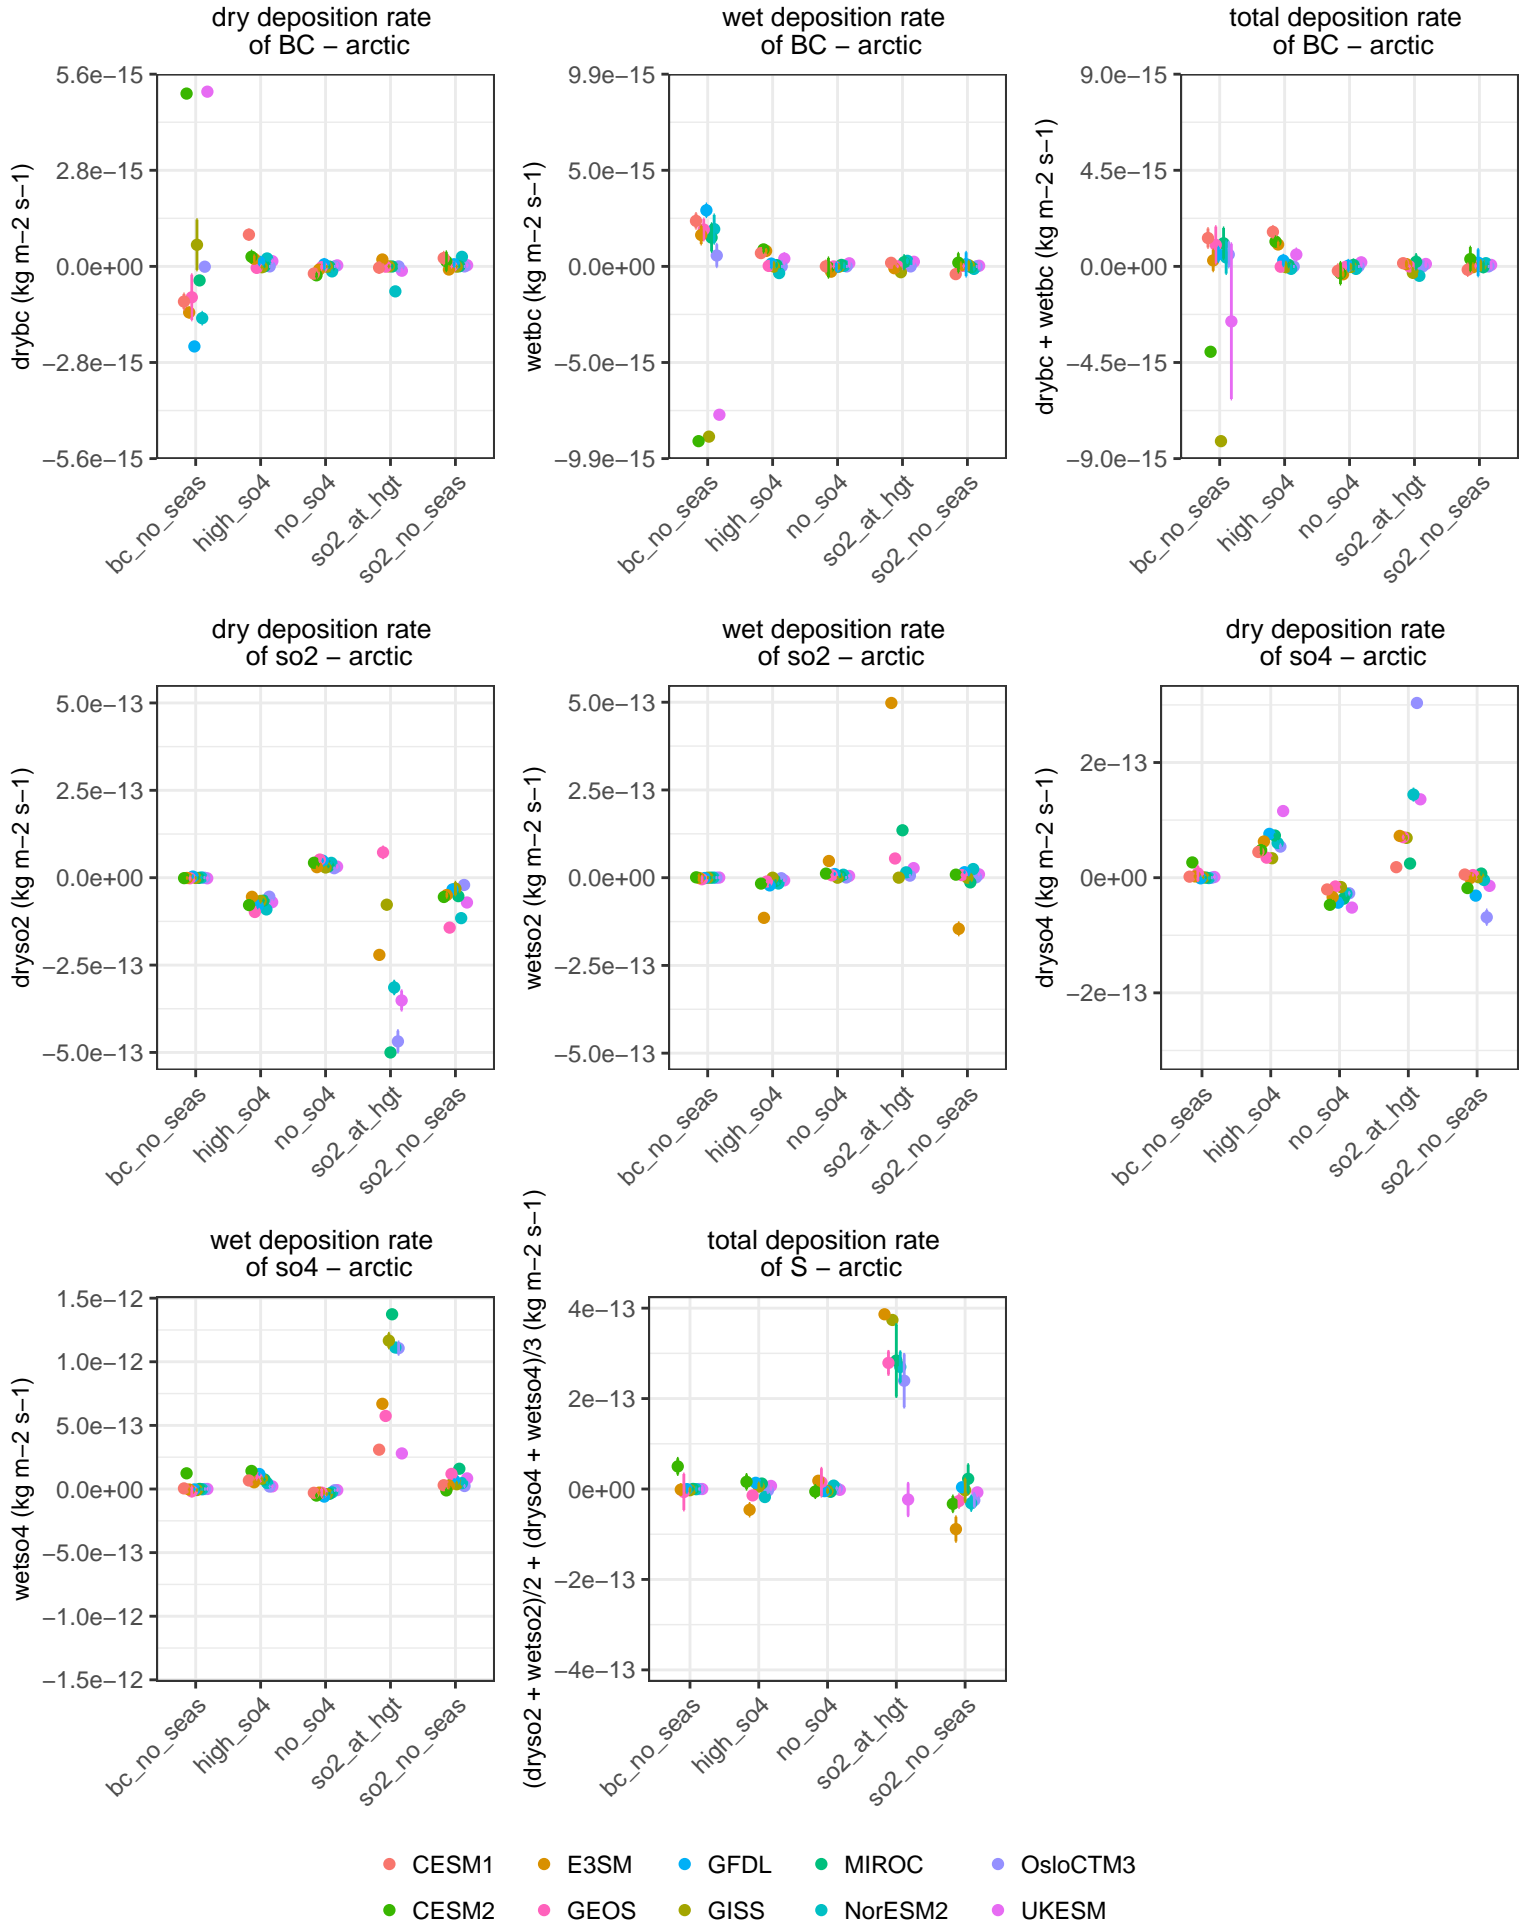 dry deposition rate
of BC − arctic
drybc (kg m−2 s−1)
5.6e−15
2.8e−15
0.0e+00
−2.8e−15
−5.6e−15
bc_no_seas
high_so4
no_so4
so2_at_hgt
so2_no_seas
wet deposition rate
of BC − arctic
wetbc (kg m−2 s−1)
9.9e−15
5.0e−15
0.0e+00
−5.0e−15
−9.9e−15
bc_no_seas
high_so4
no_so4
so2_at_hgt
so2_no_seas
total deposition rate
of BC − arctic
drybc + wetbc (kg m−2 s−1)
9.0e−15
4.5e−15
0.0e+00
−4.5e−15
−9.0e−15
bc_no_seas
high_so4
no_so4
so2_at_hgt
so2_no_seas
dry deposition rate
of so2 − arctic
dryso2 (kg m−2 s−1)
5.0e−13
2.5e−13
0.0e+00
−2.5e−13
−5.0e−13
bc_no_seas
high_so4
no_so4
so2_at_hgt
so2_no_seas
wet deposition rate
of so2 − arctic
wetso2 (kg m−2 s−1)
5.0e−13
2.5e−13
0.0e+00
−2.5e−13
−5.0e−13
bc_no_seas
high_so4
no_so4
so2_at_hgt
so2_no_seas
dry deposition rate
of so4 − arctic
dryso4 (kg m−2 s−1)
2e−13
0e+00
−2e−13
bc_no_seas
high_so4
no_so4
so2_at_hgt
so2_no_seas
wet deposition rate
of so4 − arctic
wetso4 (kg m−2 s−1)
1.5e−12
1.0e−12
5.0e−13
0.0e+00
−5.0e−13
−1.0e−12
−1.5e−12
bc_no_seas
high_so4
no_so4
so2_at_hgt
so2_no_seas
total deposition rate
of S − arctic
(dryso2 + wetso2)/2 + (dryso4 + wetso4)/3 (kg m−2 s−1)
4e−13
2e−13
0e+00
−2e−13
−4e−13
bc_no_seas
high_so4
no_so4
so2_at_hgt
so2_no_seas
CESM1 E3SM GFDL MIROC OsloCTM3
CESM2 GEOS GISS NorESM2 UKESM